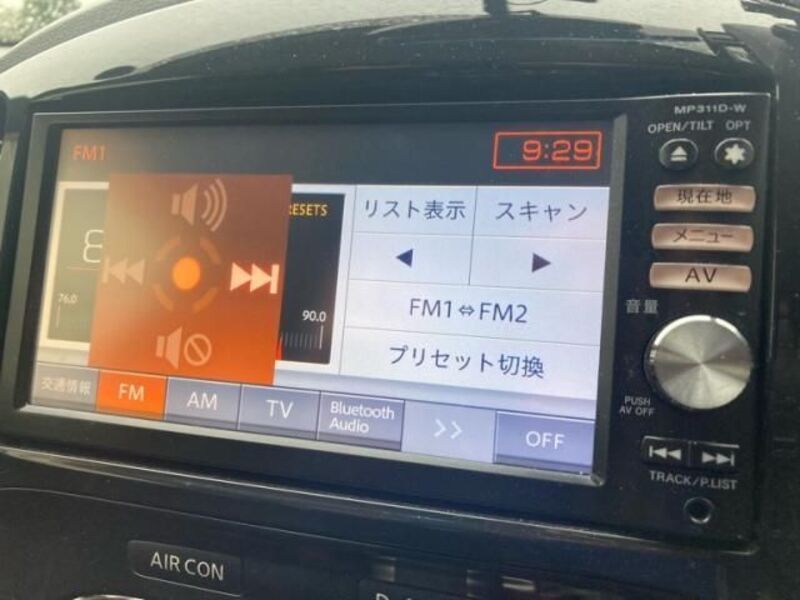 MP311D-W
OPEN/TILT OPT
FM1
9:29
現在地
メニュー
AV
音量
PUSH
AV OFF
TRACK/P.LIST
8
PRESETS
76.0
90.0
リスト表示
スキャン
FM1⇔FM2
プリセット切換
交通情報
FM
AM
TV
Bluetooth
Audio
>>
OFF
AIR CON